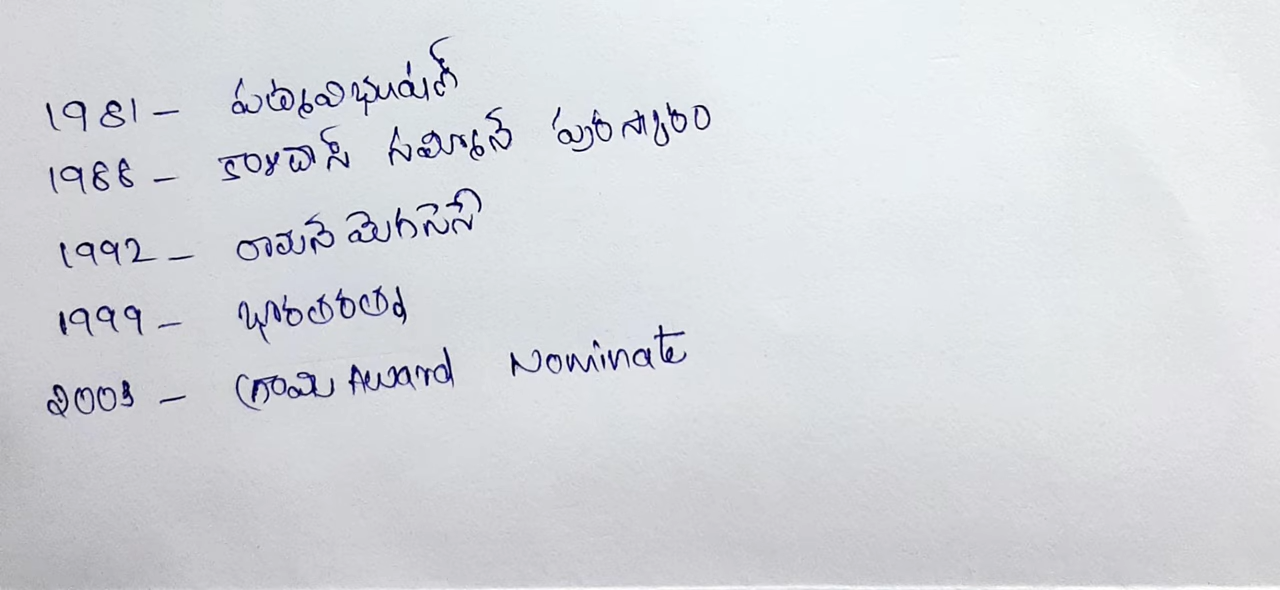 1981 – పద్మవిభూషణ్
1988 – కాళిదాస్ సమ్మాన్ పురస్కారం
1992 – రామన్ మెగసెసే
1999 – భారతరత్న
2003 – గ్రామి Award Nominate